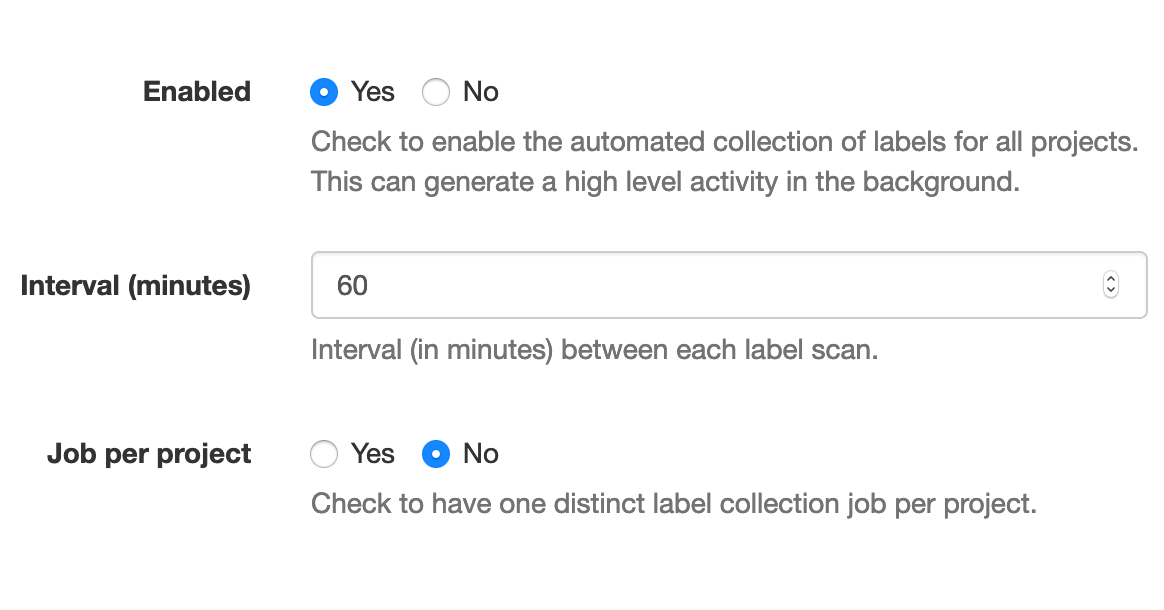 Enabled Yes No
Check to enable the automated collection of labels for all projects.
This can generate a high level activity in the background.
Interval (minutes) 60
Interval (in minutes) between each label scan.
Job per project Yes No
Check to have one distinct label collection job per project.